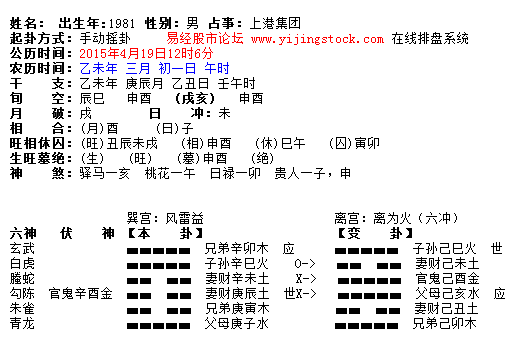 姓名： 出生年:1981 性别：男 占事：上港集团
起卦方式：手动摇卦 易经股市论坛 www.yijingstock.com 在线排盘系统
公历时间：2015年4月19日12时6分
农历时间：乙未年 三月 初一日 午时
干 支：乙未年 庚辰月 乙丑日 壬午时
旬 空：辰巳 申酉 (戌亥) 申酉
月 破：戌 日 冲：未
相 合：(月)酉 (日)子
旺相休囚：(旺)丑辰未戌 (相)申酉 (休)巳午 (囚)寅卯
生旺墓绝：(生) (旺) (墓)申酉 (绝)
神 煞：驿马—亥 桃花—午 日禄—卯 贵人—子，申
巽宫：风雷益 离宫：离为火（六冲）
六神 伏 神 【本 卦】 【变 卦】
玄武 兄弟辛卯木 应 子孙己巳火 世
白虎 子孙辛巳火 O-> 妻财己未土
螣蛇 妻财辛未土 X-> 官鬼己酉金
勾陈 官鬼辛酉金 妻财庚辰土 世X-> 父母己亥水 应
朱雀 兄弟庚寅木 妻财己丑土
青龙 父母庚子水 兄弟己卯木